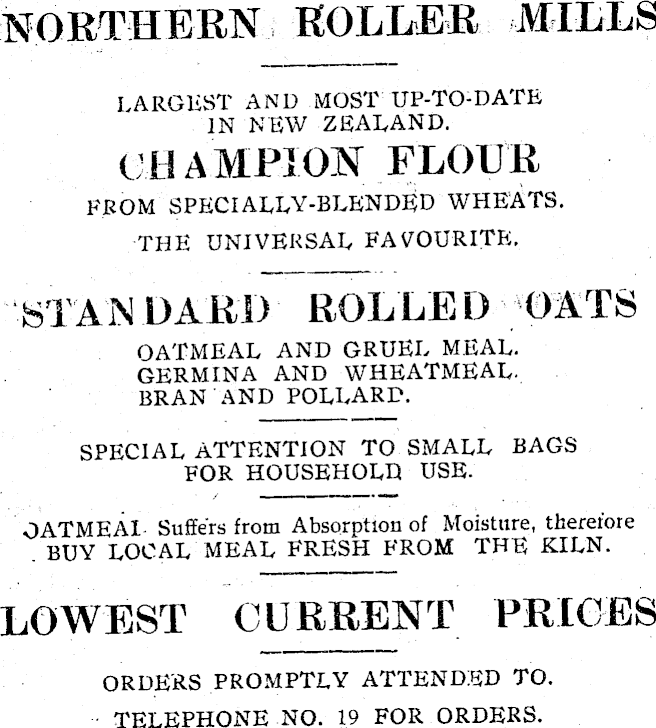 NORTHERN ROLLER MILLS
LARGEST AND MOST UP-TO-DATE
IN NEW ZEALAND.
CHAMPION FLOUR
FROM SPECIALLY-BLENDED WHEATS.
THE UNIVERSAL FAVOURITE.
STANDARD ROLLED OATS
OATMEAL AND GRUEL MEAL.
GERMINA AND WHEATMEAL.
BRAN AND POLLARD.
SPECIAL ATTENTION TO SMALL BAGS
FOR HOUSEHOLD USE.
OATMEAL Suffers from Absorption of Moisture, therefore
BUY LOCAL MEAL FRESH FROM THE KILN.
LOWEST CURRENT PRICES
ORDERS PROMPTLY ATTENDED TO.
TELEPHONE NO. 19 FOR ORDERS.